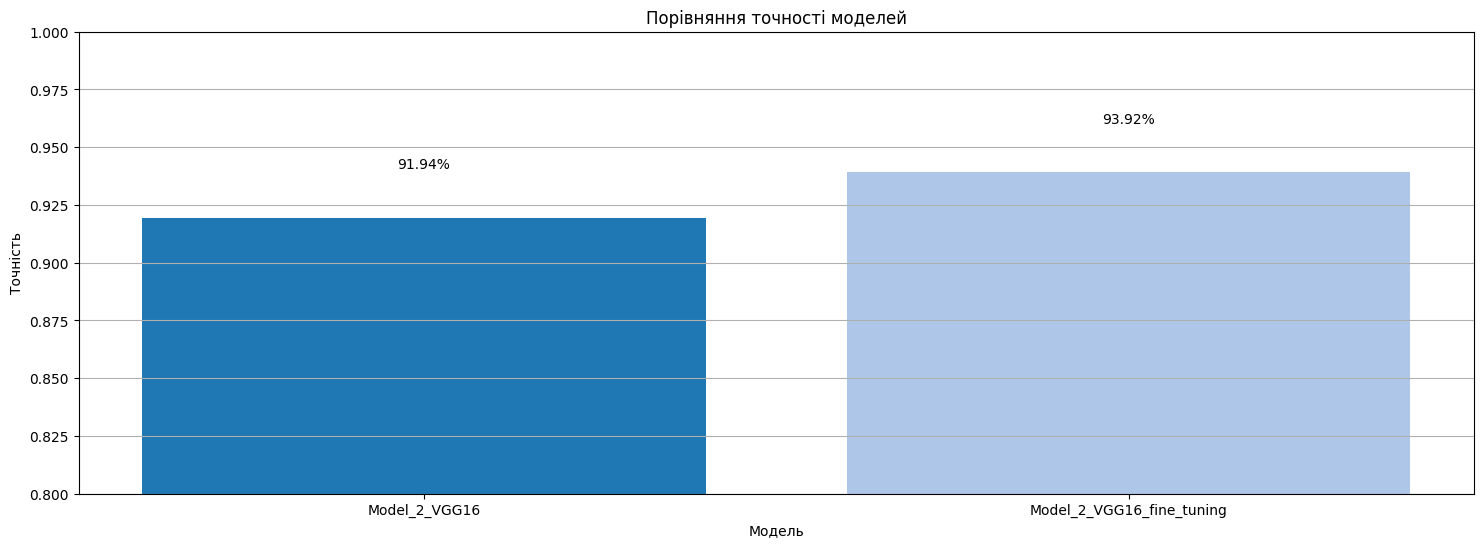 Порівняння точності моделей
1.000
0.975
0.950
0.925
0.900
0.875
0.850
0.825
0.800
Точність
91.94%
93.92%
Model_2_VGG16
Model_2_VGG16_fine_tuning
Модель